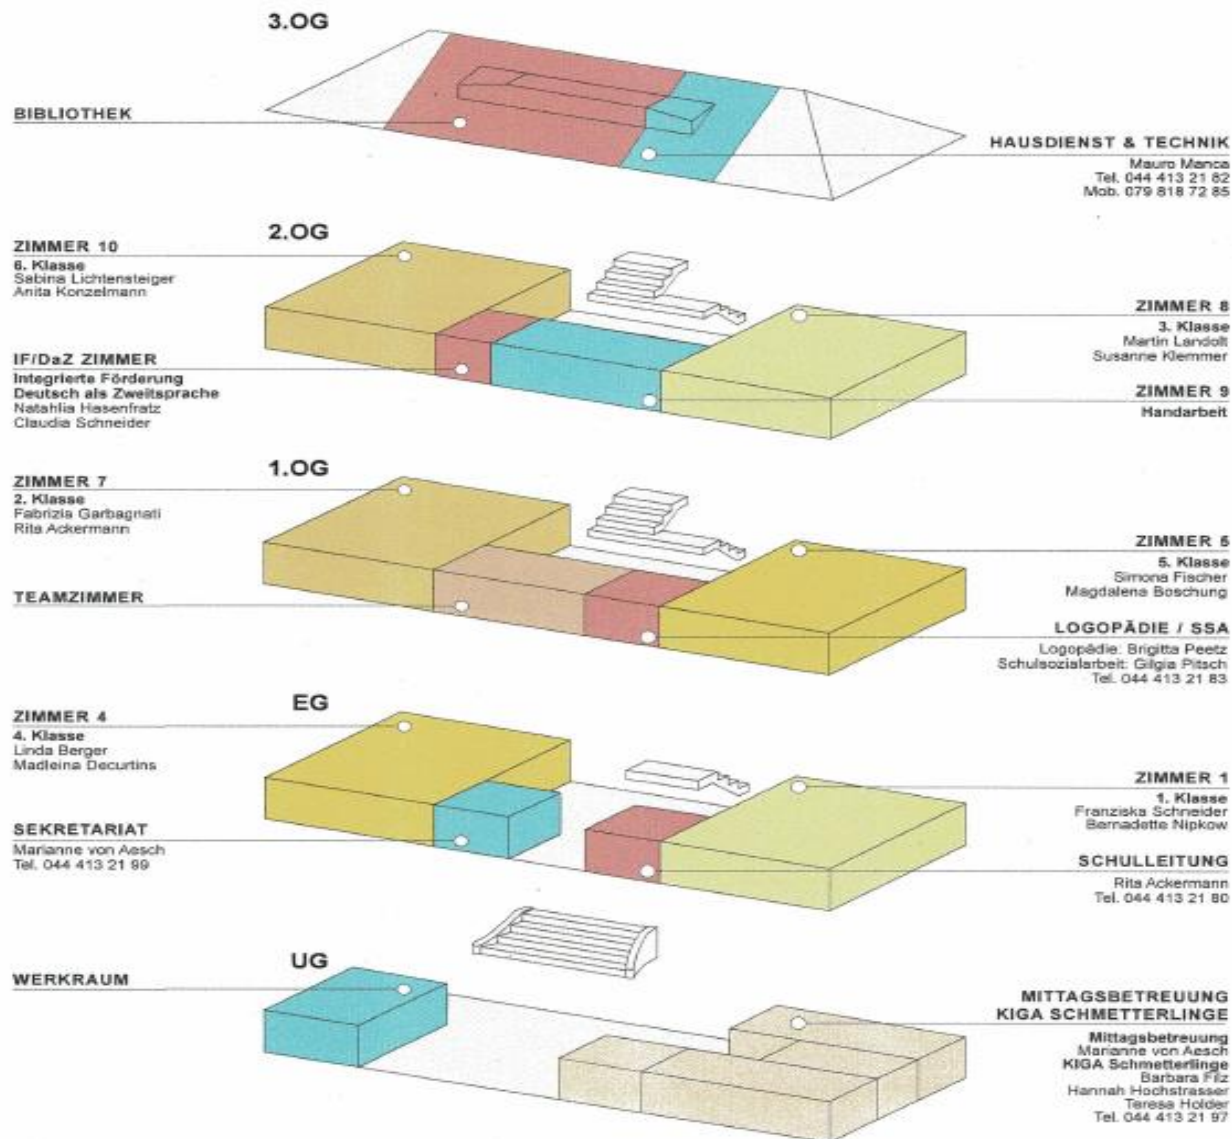 3.OG
BIBLIOTHEK
HAUSDIENST & TECHNIK
Mauro Manca
Tel. 044 413 21 82
Mob. 079 818 72 85
2.OG
ZIMMER 10
6. Klasse
Sabina Lichtensteiger
Anita Konzelmann
ZIMMER 8
3. Klasse
Martin Landolt
Susanne Klemmer
IF/DaZ ZIMMER
Integrierte Förderung
Deutsch als Zweitsprache
Natahlia Hasenfratz
Claudia Schneider
ZIMMER 9
Handarbeit
1.OG
ZIMMER 7
2. Klasse
Fabrizia Garbagnati
Rita Ackermann
ZIMMER 5
5. Klasse
Simona Fischer
Magdalena Boschung
TEAMZIMMER
LOGOPÄDIE / SSA
Logopädie: Brigitta Peetz
Schulsozialarbeit: Gilgia Pitsch
Tel. 044 413 21 83
EG
ZIMMER 4
4. Klasse
Linda Berger
Madleina Decurtins
ZIMMER 1
1. Klasse
Franziska Schneider
Bernadette Nipkow
SEKRETARIAT
Marianne von Aesch
Tel. 044 413 21 99
SCHULLEITUNG
Rita Ackermann
Tel. 044 413 21 80
UG
WERKRAUM
MITTAGSBETREUUNG
KIGA SCHMETTERLINGE
Mittagsbetreuung
Marianne von Aesch
KIGA Schmetterlinge
Barbara Filz
Hannah Hochstrasser
Teresa Holder
Tel. 044 413 21 97